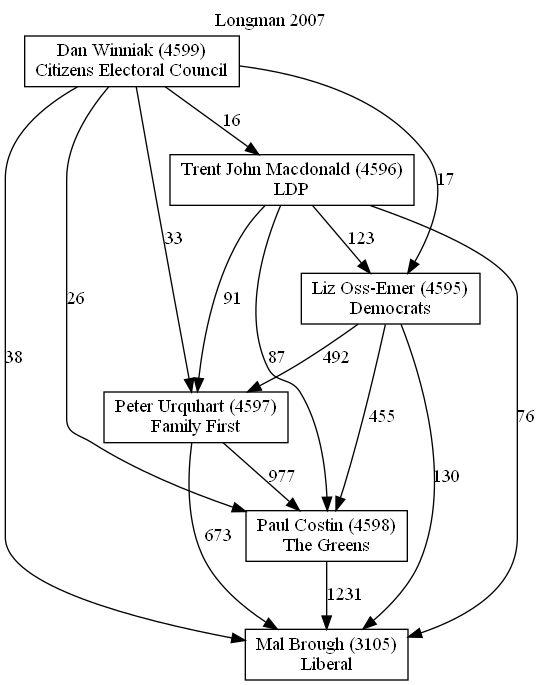 Longman 2007
Dan Winniak (4599)
Citizens Electoral Council
16
Trent John Macdonald (4596)
LDP
17
33
123
26
Liz Oss-Emer (4595)
Democrats
91
38
87
492
Peter Urquhart (4597)
Family First
455
76
977
130
Paul Costin (4598)
The Greens
673
1231
Mal Brough (3105)
Liberal